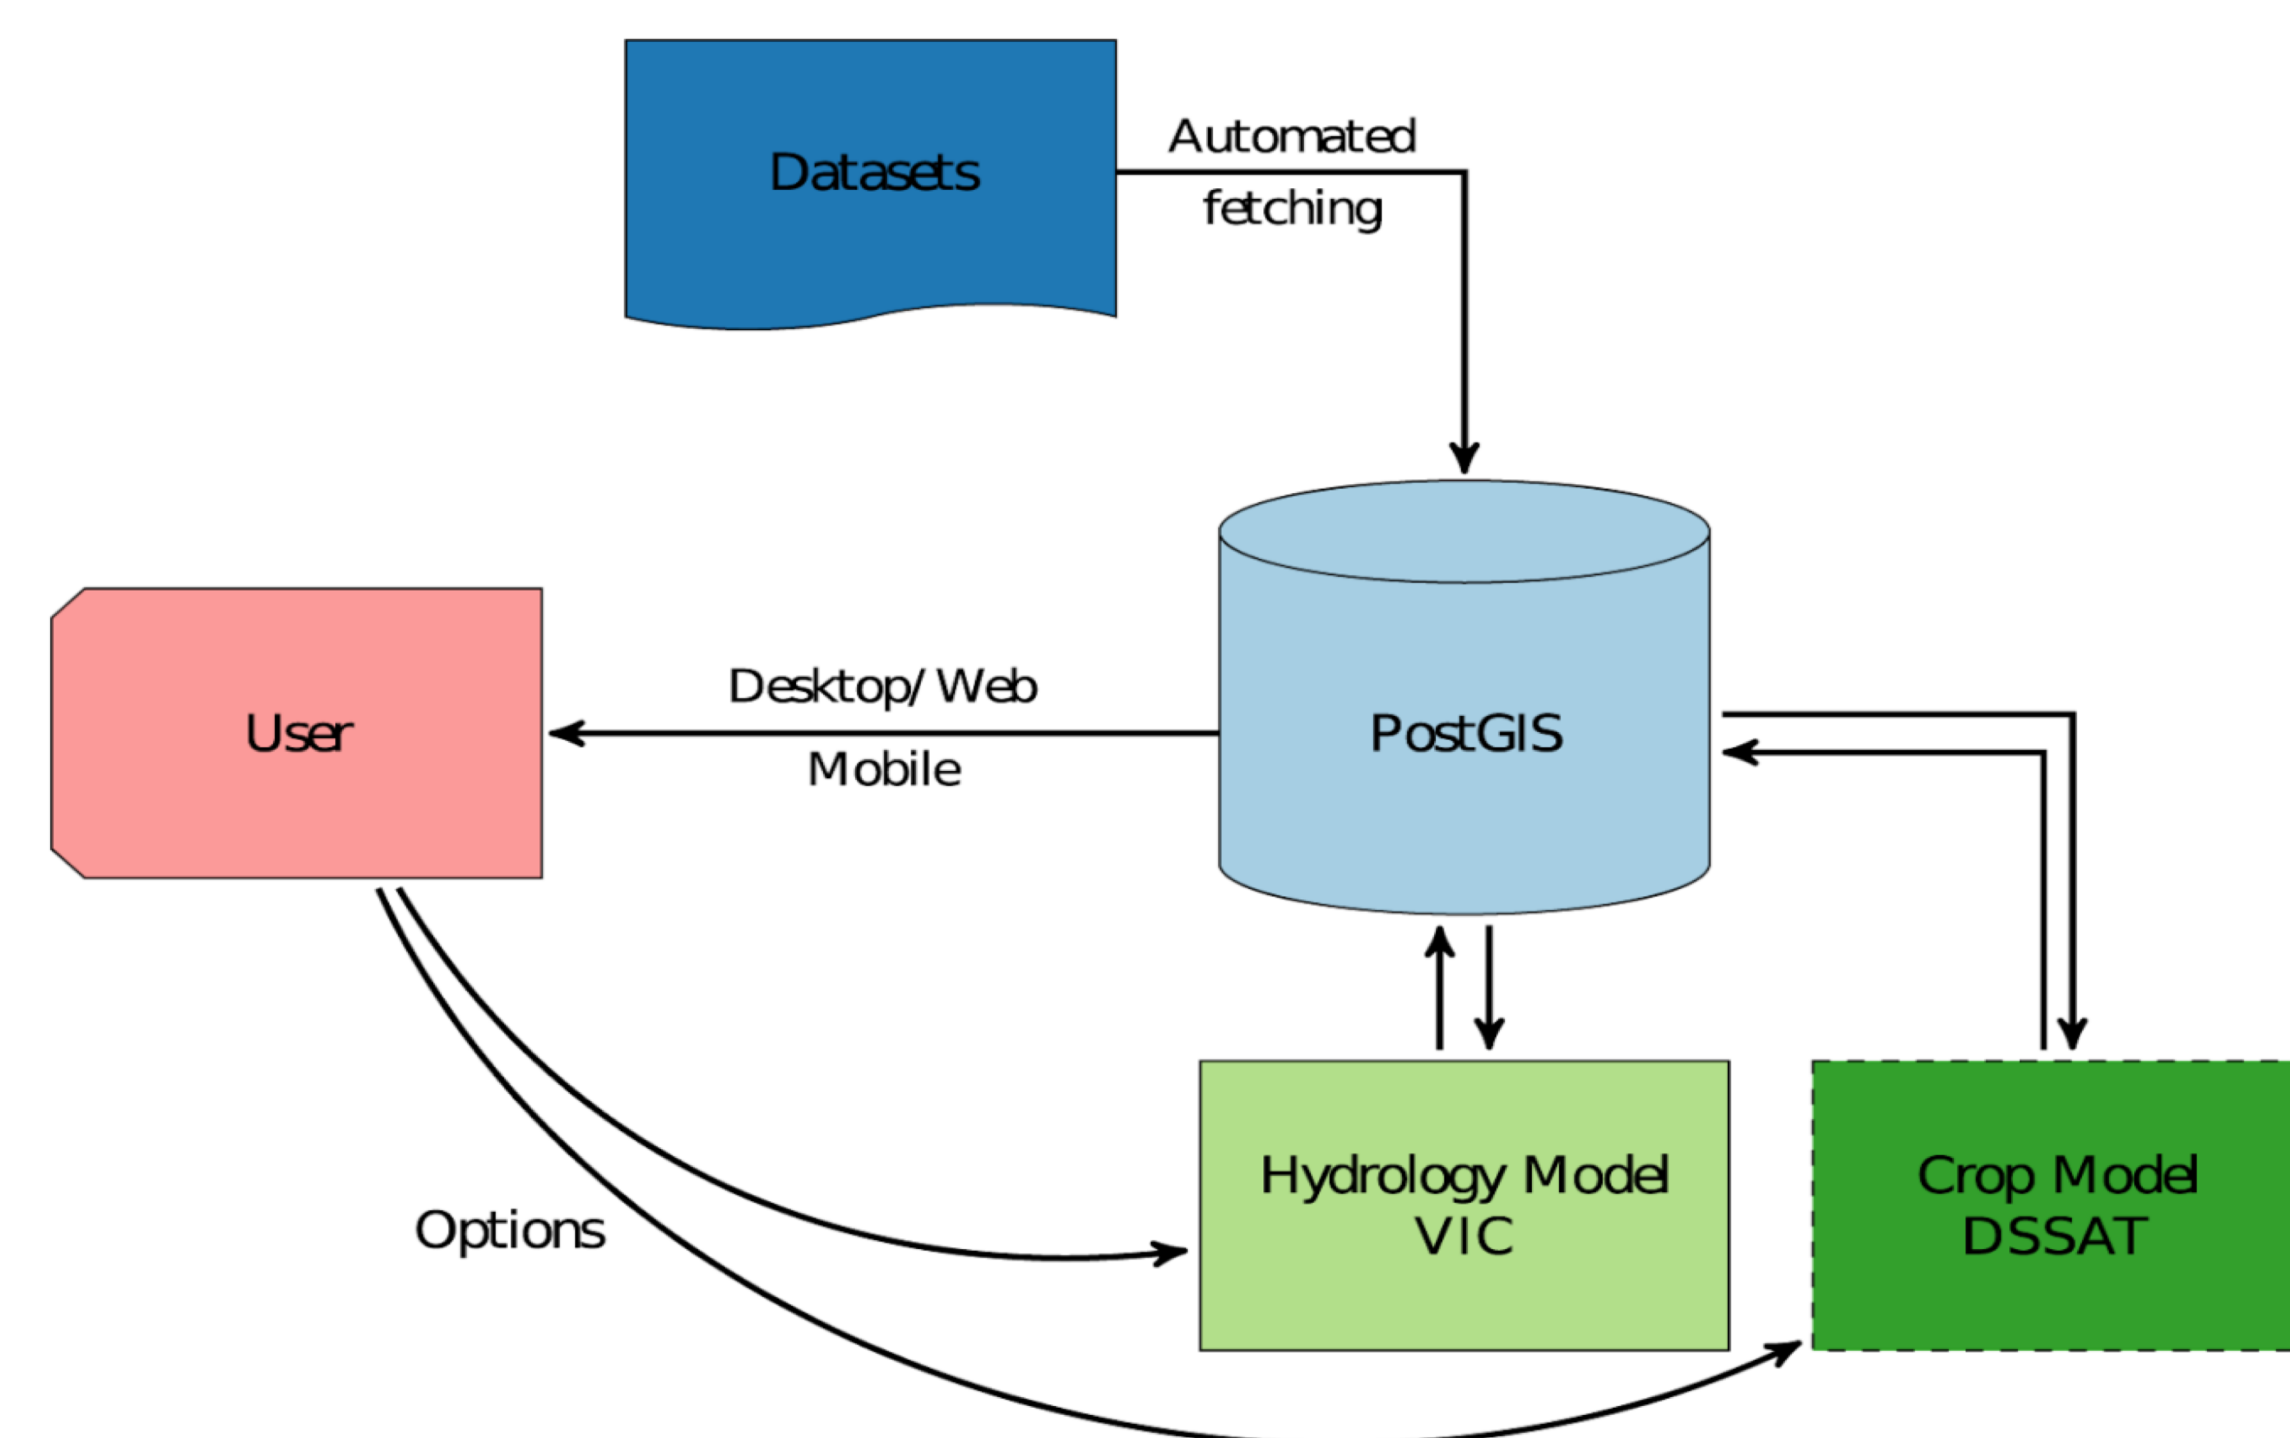 Datasets
Automated
fetching
User
Desktop/ Web
Mobile
PostGIS
Options
Hydrology Model
VIC
Crop Model
DSSAT